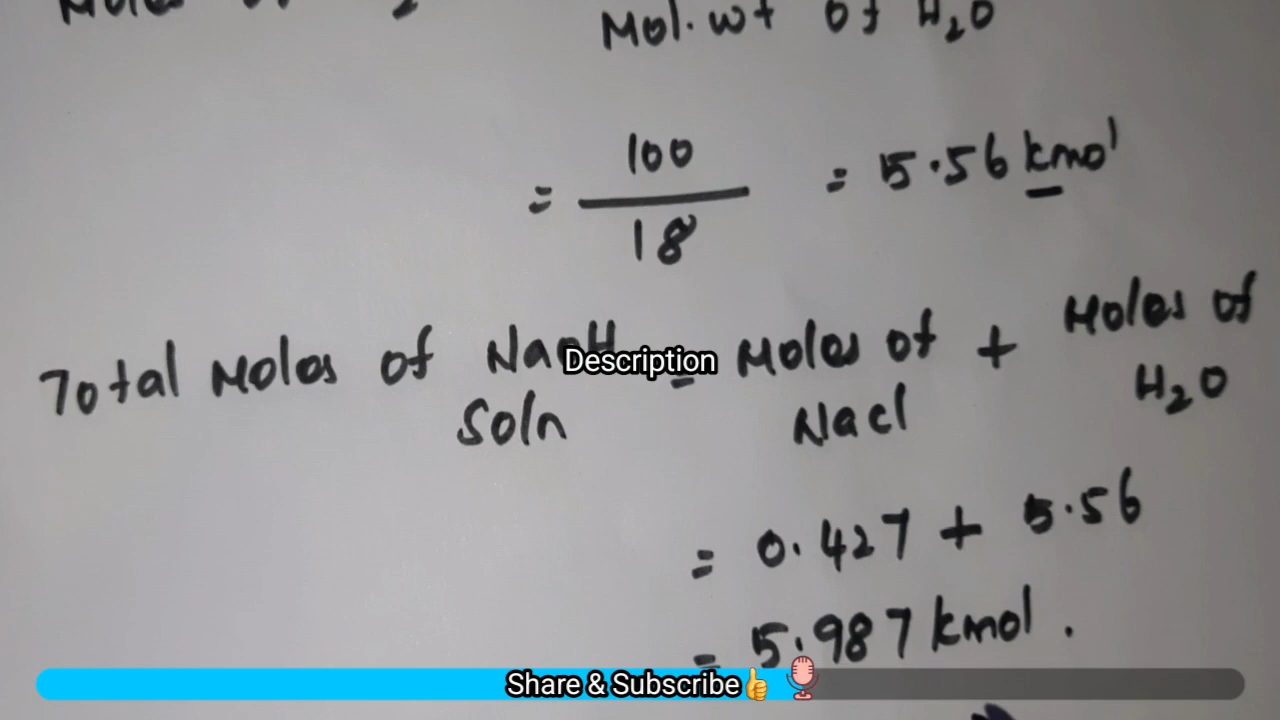 Mol. wt of H₂O
= 100 / 18 = 5.56 kmol
Total Moles of NaOH = Moles of + Moles of
Soln Nacl H₂O
Description
= 0.427 + 5.56
= 5.987 kmol.
Share & Subscribe